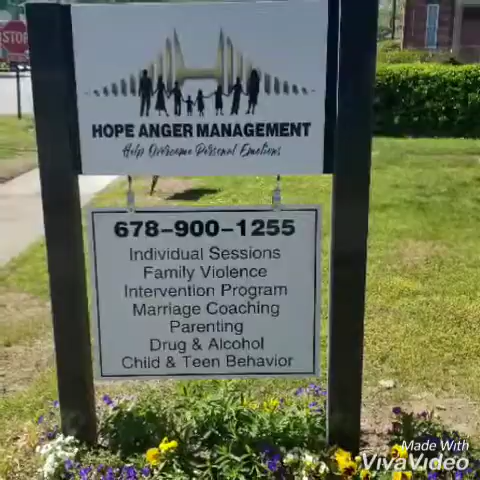 STOP
HOPE ANGER MANAGEMENT
Help Overcome Personal Emotions
678-900-1255
Individual Sessions
Family Violence
Intervention Program
Marriage Coaching
Parenting
Drug & Alcohol
Child & Teen Behavior
Made With
VivaVideo